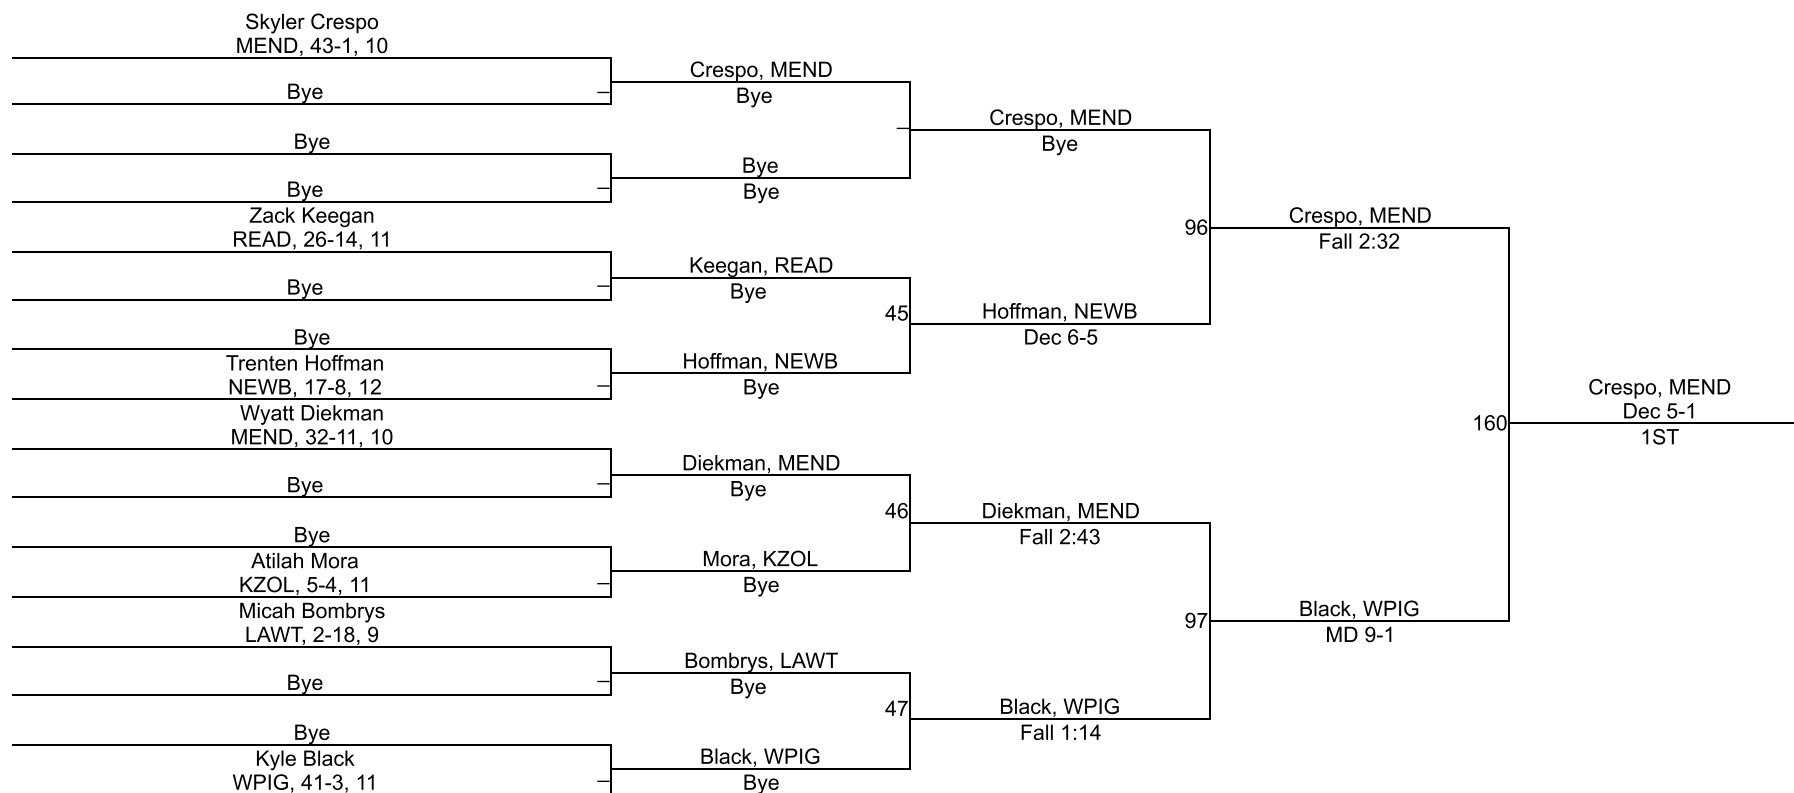 Skyler Crespo
MEND, 43-1, 10
Bye
Bye
Bye
Zack Keegan
READ, 26-14, 11
Bye
Bye
Trenten Hoffman
NEWB, 17-8, 12
Wyatt Diekman
MEND, 32-11, 10
Bye
Bye
Atilah Mora
KZOL, 5-4, 11
Micah Bombrys
LAWT, 2-18, 9
Bye
Bye
Kyle Black
WPIG, 41-3, 11
Crespo, MEND
Bye
Bye
Bye
Keegan, READ
Bye
45
Hoffman, NEWB
Bye
Diekman, MEND
Bye
46
Mora, KZOL
Bye
Bombrys, LAWT
Bye
47
Black, WPIG
Bye
Crespo, MEND
Bye
96
Hoffman, NEWB
Dec 6-5
Diekman, MEND
Fall 2:43
97
Black, WPIG
Fall 1:14
Crespo, MEND
Fall 2:32
160
Black, WPIG
MD 9-1
Crespo, MEND
Dec 5-1
1ST